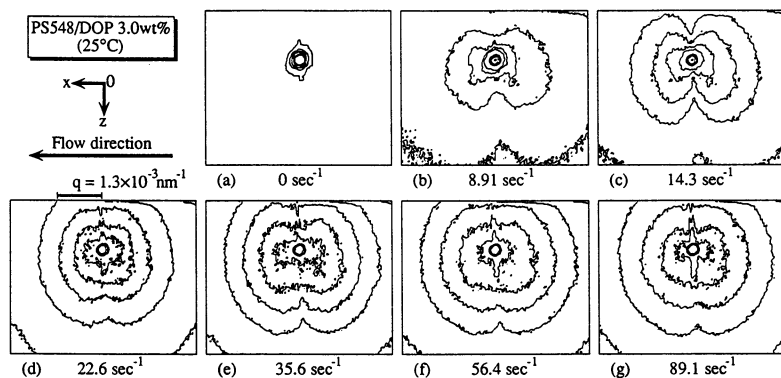 PS548/DOP 3.0wt%
(25°C)
x 0
z
Flow direction
q = 1.3×10⁻³nm⁻¹
(a) 0 sec⁻¹
(b) 8.91 sec⁻¹
(c) 14.3 sec⁻¹
(d) 22.6 sec⁻¹
(e) 35.6 sec⁻¹
(f) 56.4 sec⁻¹
(g) 89.1 sec⁻¹